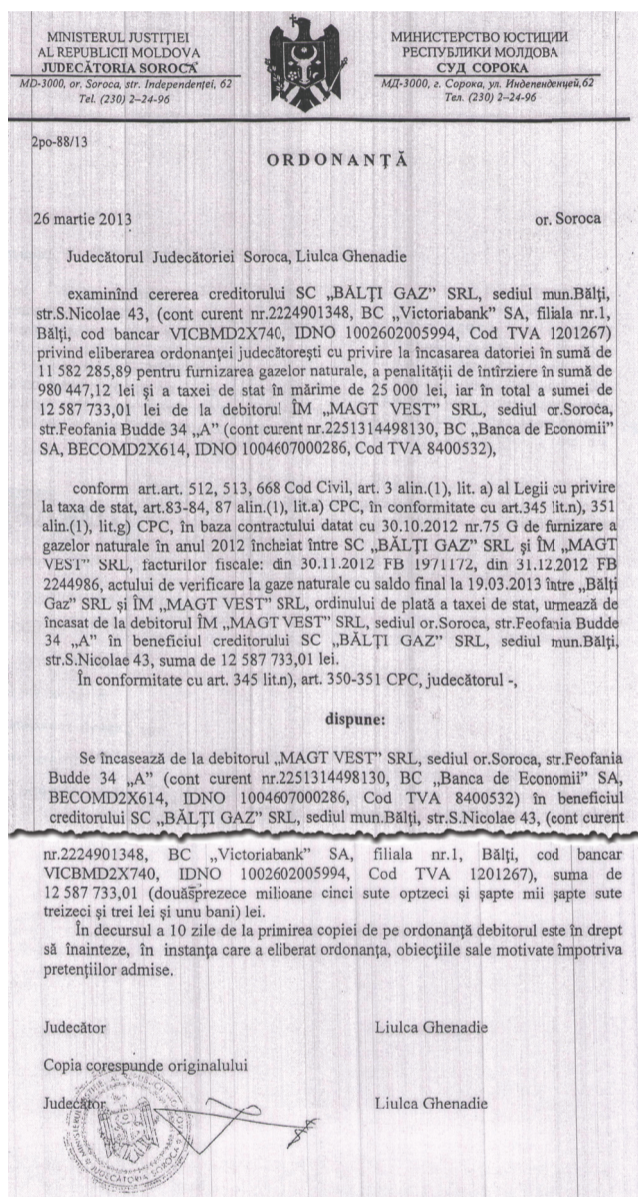 MINISTERUL JUSTIŢIEI
AL REPUBLICII MOLDOVA
JUDECĂTORIA SOROCA
MD-3000, or. Soroca, str. Independenţei, 62
Tel. (230) 2–24-96
МИНИСТЕРСТВО ЮСТИЦИИ
РЕСПУБЛИКИ МОЛДОВА
СУД СОРОКА
МД-3000, г. Сорока, ул. Индепенденцей,62
Тел. (230) 2–24-96
2po-88/13
ORDONANŢĂ
26 martie 2013 or. Soroca
Judecătorul Judecătoriei Soroca, Liulca Ghenadie
examinînd cererea creditorului SC „BĂLŢI GAZ” SRL, sediul mun.Bălţi,
str.S.Nicolae 43, (cont curent nr.2224901348, BC „Victoriabank” SA, filiala nr.1,
Bălţi, cod bancar VICBMD2X740, IDNO 1002602005994, Cod TVA 1201267)
privind eliberarea ordonanţei judecătoreşti cu privire la încasarea datoriei în sumă de
11 582 285,89 pentru furnizarea gazelor naturale, a penalităţii de întîrziere în sumă de
980 447,12 lei şi a taxei de stat în mărime de 25 000 lei, iar în total a sumei de
12 587 733,01 lei de la debitorul ÎM „MAGT VEST” SRL, sediul or.Soroca,
str.Feofania Budde 34 „A” (cont curent nr.2251314498130, BC „Banca de Economii”
SA, BECOMD2X614, IDNO 1004607000286, Cod TVA 8400532),
conform art.art. 512, 513, 668 Cod Civil, art. 3 alin.(1), lit. a) al Legii cu privire
la taxa de stat, art.83-84, 87 alin.(1), lit.a) CPC, în conformitate cu art.345 lit.n), 351
alin.(1), lit.g) CPC, în baza contractului datat cu 30.10.2012 nr.75 G de furnizare a
gazelor naturale în anul 2012 încheiat între SC „BĂLŢI GAZ” SRL şi ÎM „MAGT
VEST” SRL, facturilor fiscale: din 30.11.2012 FB 1971172, din 31.12.2012 FB
2244986, actului de verificare la gaze naturale cu saldo final la 19.03.2013 între „Bălţi
Gaz” SRL şi ÎM „MAGT VEST” SRL, ordinului de plată a taxei de stat, urmează de
încasat de la debitorul ÎM „MAGT VEST” SRL, sediul or.Soroca, str.Feofania Budde
34 „A” în beneficiul creditorului SC „BĂLŢI GAZ” SRL, sediul mun.Bălţi,
str.S.Nicolae 43, suma de 12 587 733,01 lei.
În conformitate cu art. 345 lit.n), art. 350-351 CPC, judecătorul -,
dispune:
Se încasează de la debitorul „MAGT VEST” SRL, sediul or.Soroca, str.Feofania
Budde 34 „A” (cont curent nr.2251314498130, BC „Banca de Economii” SA,
BECOMD2X614, IDNO 1004607000286, Cod TVA 8400532) în beneficiul
creditorului SC „BĂLŢI GAZ” SRL, sediul mun.Bălţi, str.S.Nicolae 43, (cont curent
nr.2224901348, BC „Victoriabank” SA, filiala nr.1, Bălţi, cod bancar
VICBMD2X740, IDNO 1002602005994, Cod TVA 1201267), suma de
12 587 733,01 (douăsprezece milioane cinci sute optzeci şi şapte mii şapte sute
treizeci şi trei lei şi unu bani) lei.
În decursul a 10 zile de la primirea copiei de pe ordonanţă debitorul este în drept
să înainteze, în instanţa care a eliberat ordonanţa, obiecţiile sale motivate împotriva
pretenţiilor admise.
Judecător Liulca Ghenadie
Copia corespunde originalului
Judecător Liulca Ghenadie
JUDECĂTORIA SOROCA